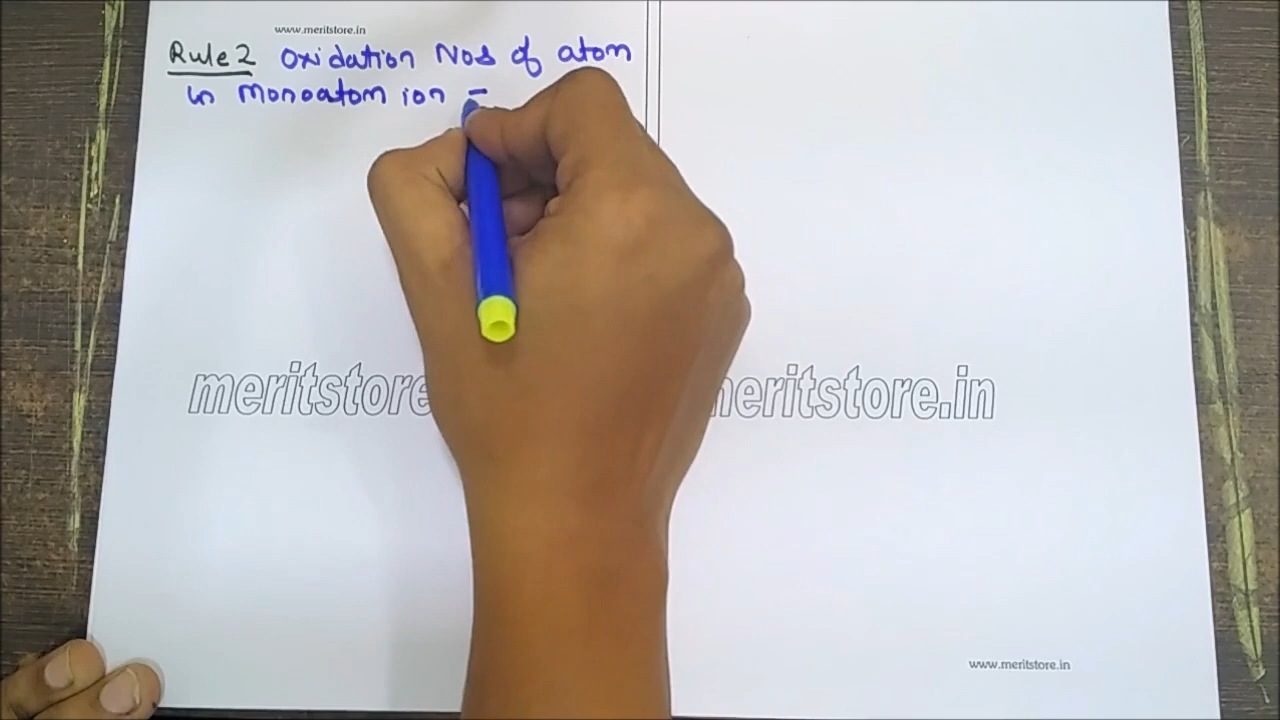 www.meritstore.in
Rule 2 Oxidation Nos of atom
in Monoatom ion =
meritstore
meritstore.in
www.meritstore.in